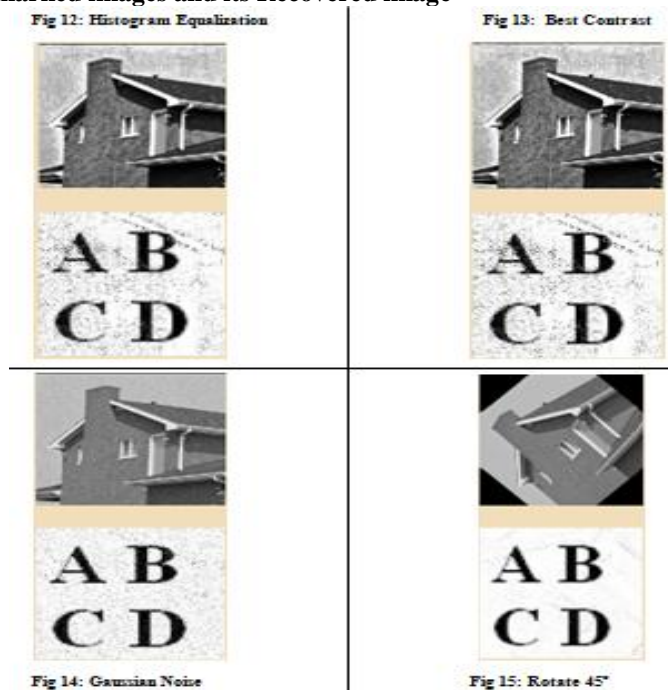 marked images and its Recovered image
Fig 12: Histogram Equalization
Fig 13: Best Contrast
A B
C D
A B
C D
A B
C D
A B
C D
Fig 14: Gaussian Noise
Fig 15: Rotate 45°